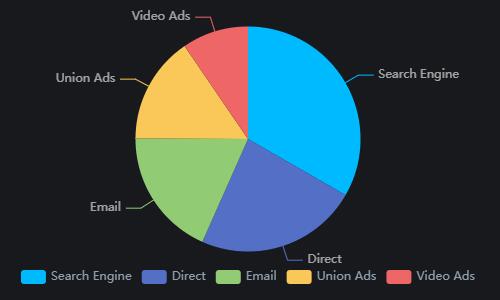 Video Ads
Search Engine
Union Ads
Email
Direct
Search Engine Direct Email Union Ads Video Ads